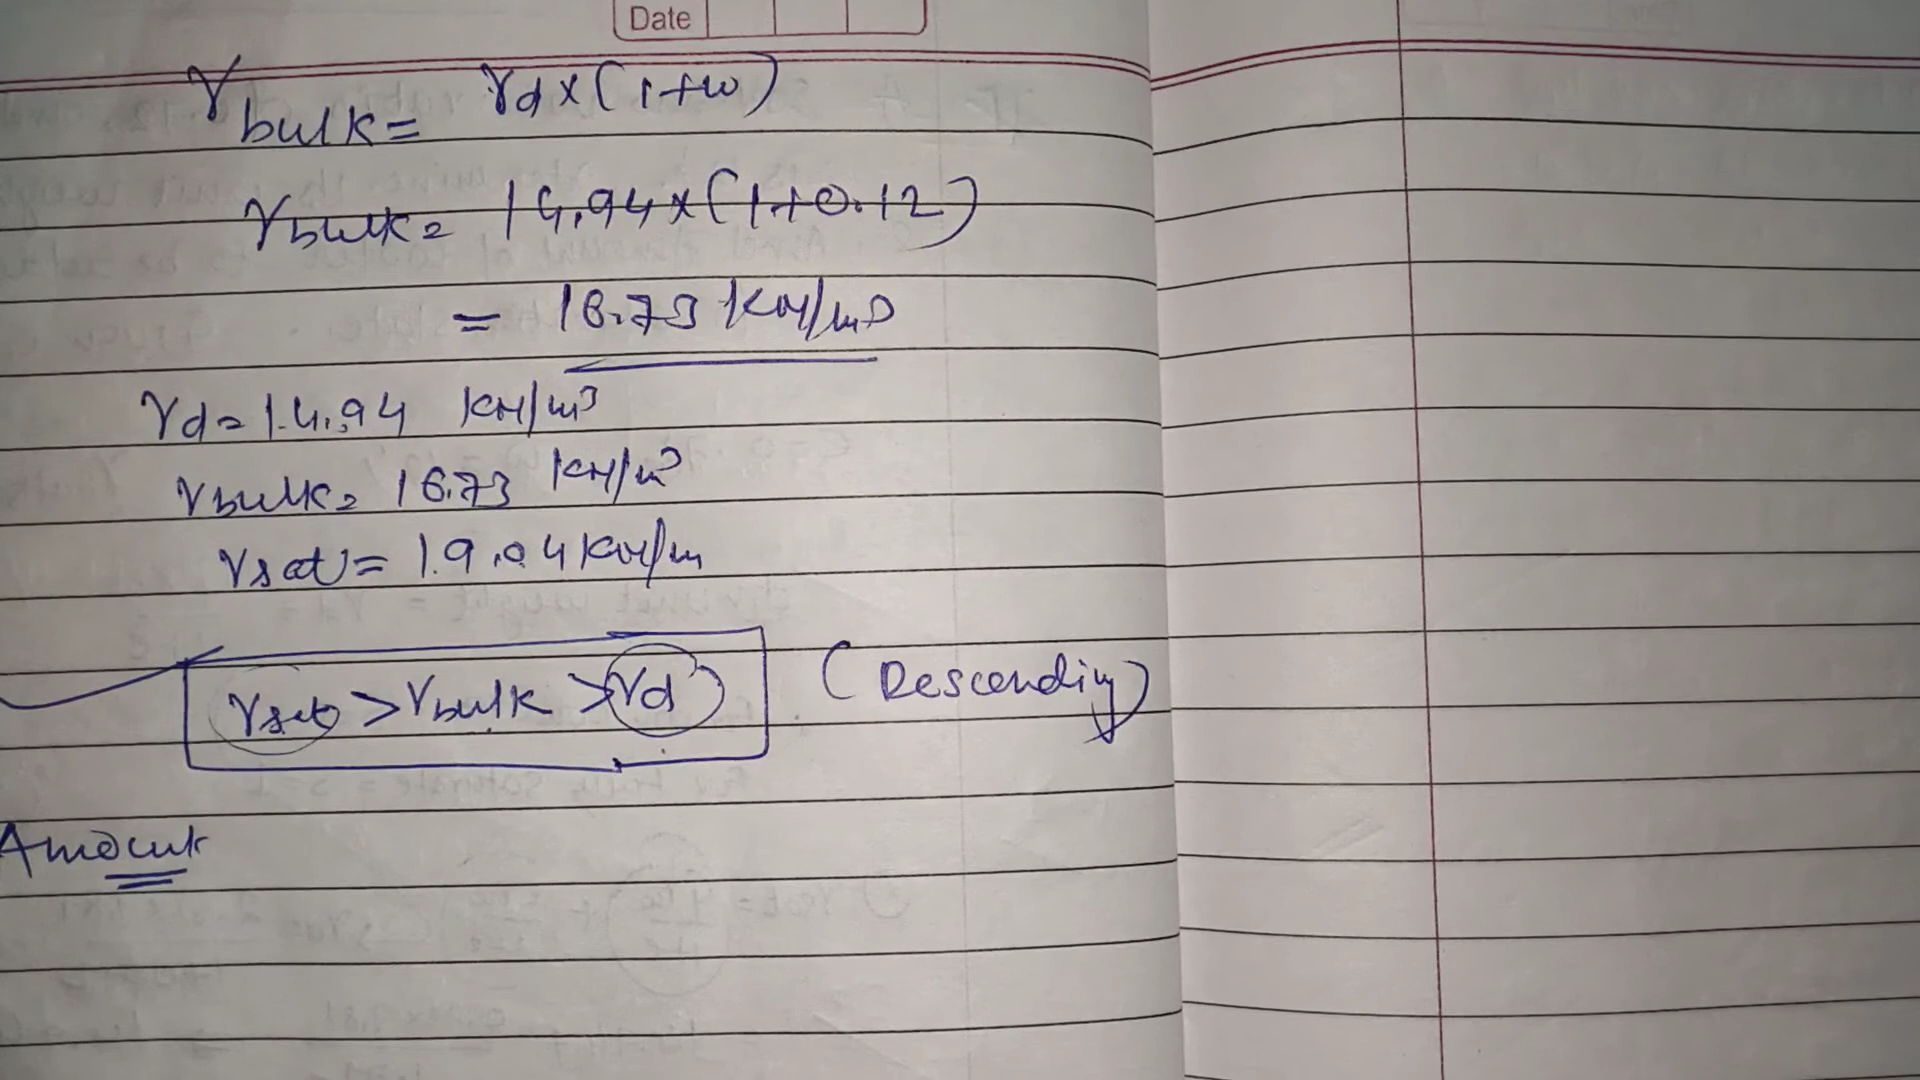 Date
γbulk = γd x (1+w)
γbulk = 14.94 x (1+0.12)
= 16.73 KN/m3
γd = 14.94 KN/m3
γbulk = 16.73 KN/m3
γsat = 19.04 KN/m
γsat > γbulk > γd (Descending)
Amount